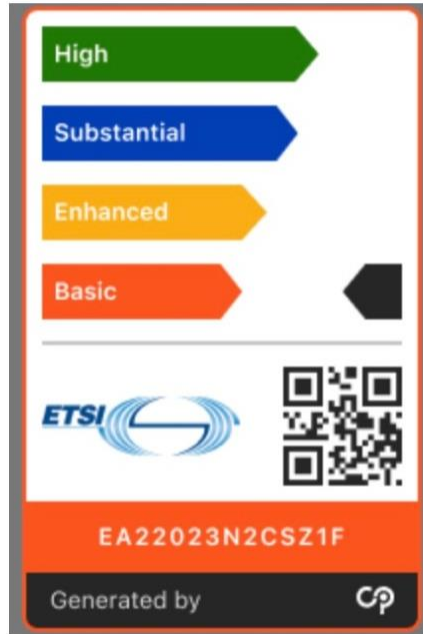 High
Substantial
Enhanced
Basic
ETSI
EA22023N2CSZ1F
Generated by